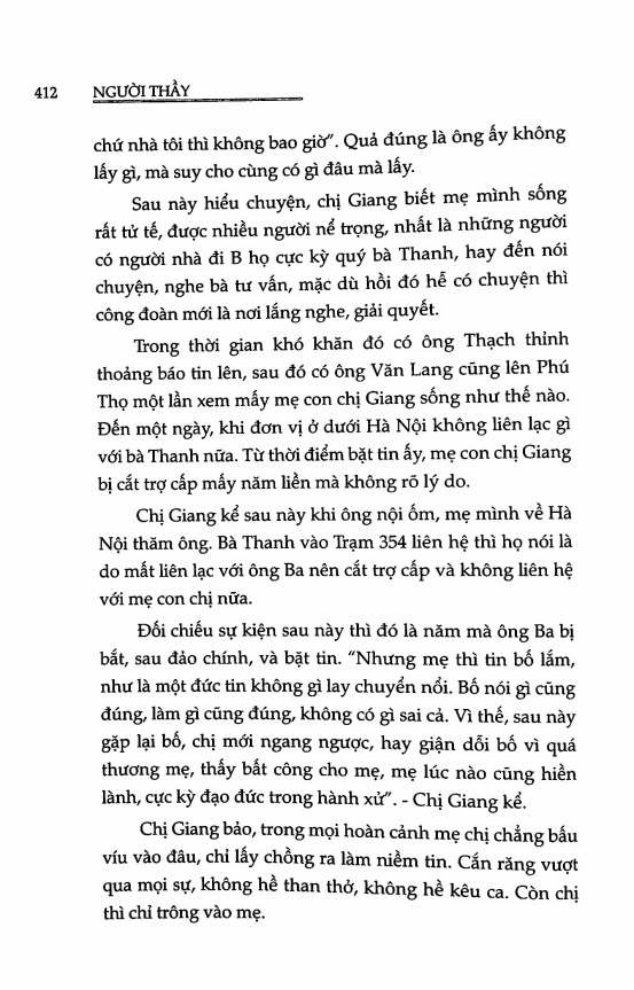 412 NGƯỜI THẦY
chứ nhà tôi thì không bao giờ". Quả đúng là ông ấy không
lấy gì, mà suy cho cùng có gì đâu mà lấy.
Sau này hiểu chuyện, chị Giang biết mẹ mình sống
rất tử tế, được nhiều người nể trọng, nhất là những người
có người nhà đi B họ cực kỳ quý bà Thanh, hay đến nói
chuyện, nghe bà tư vấn, mặc dù hồi đó hễ có chuyện thì
công đoàn mới là nơi lắng nghe, giải quyết.
Trong thời gian khó khăn đó có ông Thạch thỉnh
thoảng báo tin lên, sau đó có ông Văn Lang cũng lên Phú
Thọ một lần xem mấy mẹ con chị Giang sống như thế nào.
Đến một ngày, khi đơn vị ở dưới Hà Nội không liên lạc gì
với bà Thanh nữa. Từ thời điểm bặt tin ấy, mẹ con chị Giang
bị cắt trợ cấp mấy năm liền mà không rõ lý do.
Chị Giang kể sau này khi ông nội ốm, mẹ mình về Hà
Nội thăm ông. Bà Thanh vào Trạm 354 liên hệ thì họ nói là
do mất liên lạc với ông Ba nên cắt trợ cấp và không liên hệ
với mẹ con chị nữa.
Đối chiếu sự kiện sau này thì đó là năm mà ông Ba bị
bắt, sau đảo chính, và bặt tin. "Nhưng mẹ thì tin bố lắm,
như là một đức tin không gì lay chuyển nổi. Bố nói gì cũng
đúng, làm gì cũng đúng, không có gì sai cả. Vì thế, sau này
gặp lại bố, chị mới ngang ngược, hay giận dỗi bố vì quá
thương mẹ, thấy bất công cho mẹ, mẹ lúc nào cũng hiền
lành, cực kỳ đạo đức trong hành xử". - Chị Giang kể.
Chị Giang bảo, trong mọi hoàn cảnh mẹ chị chẳng bấu
víu vào đâu, chỉ lấy chồng ra làm niềm tin. Cắn răng vượt
qua mọi sự, không hề than thở, không hề kêu ca. Còn chị
thì chỉ trông vào mẹ.